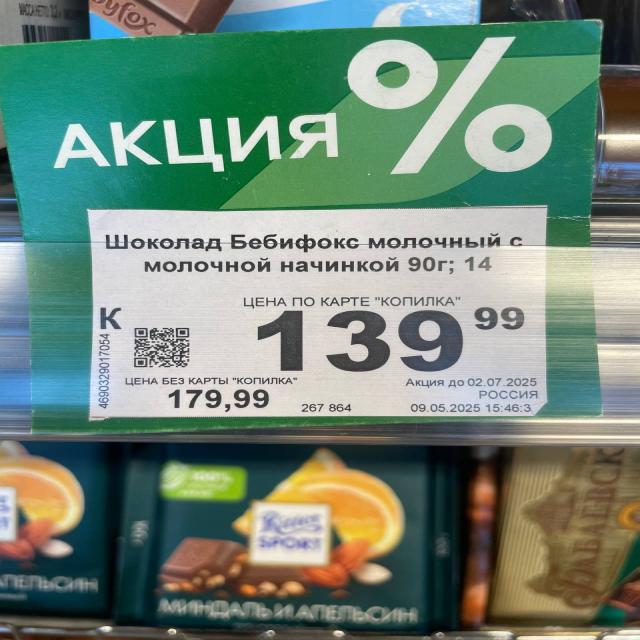 АКЦИЯ %
Шоколад Бебифокс молочный с
молочной начинкой 90г; 14
ЦЕНА ПО КАРТЕ "КОПИЛКА"
К
139 99
4690329017054
ЦЕНА БЕЗ КАРТЫ "КОПИЛКА"
179,99
267 864
Акция до 02.07.2025
РОССИЯ
09.05.2025 15:46:3
100%
Ritter
SPORT
МИНДАЛЬ И АПЕЛЬСИН
АПЕЛЬСИН